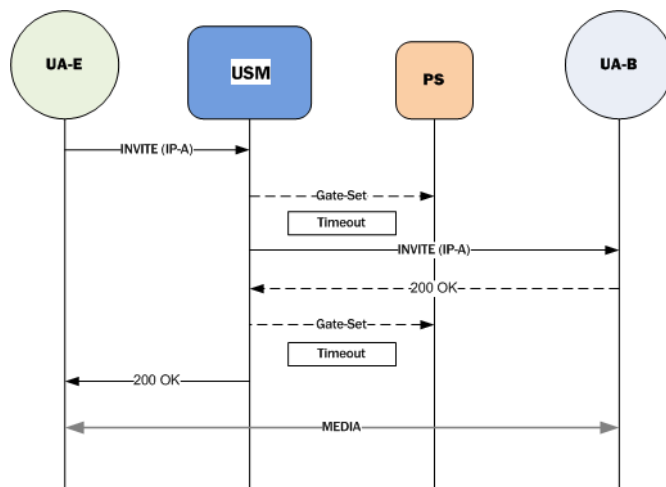 UA-E
USM
PS
UA-B
INVITE (IP-A)
Gate-Set
Timeout
INVITE (IP-A)
200 OK
Gate-Set
Timeout
200 OK
MEDIA